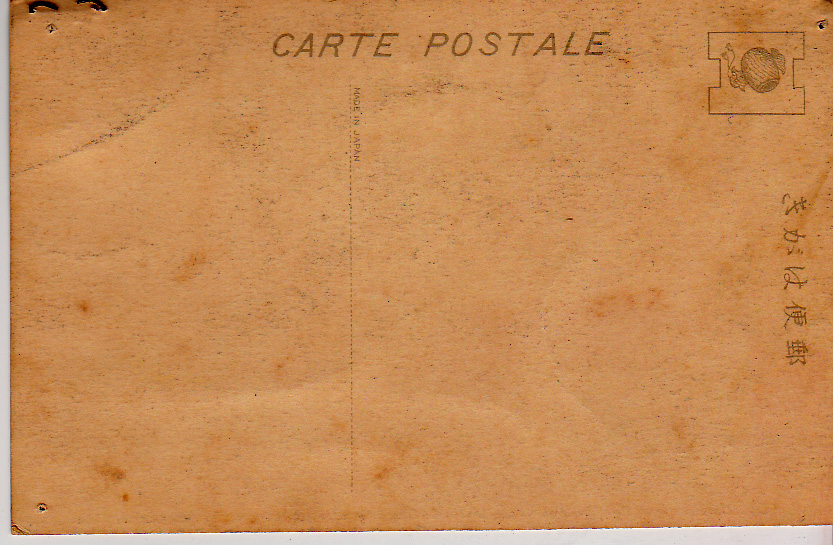 CARTE POSTALE
MADE IN JAPAN
郵便はがき